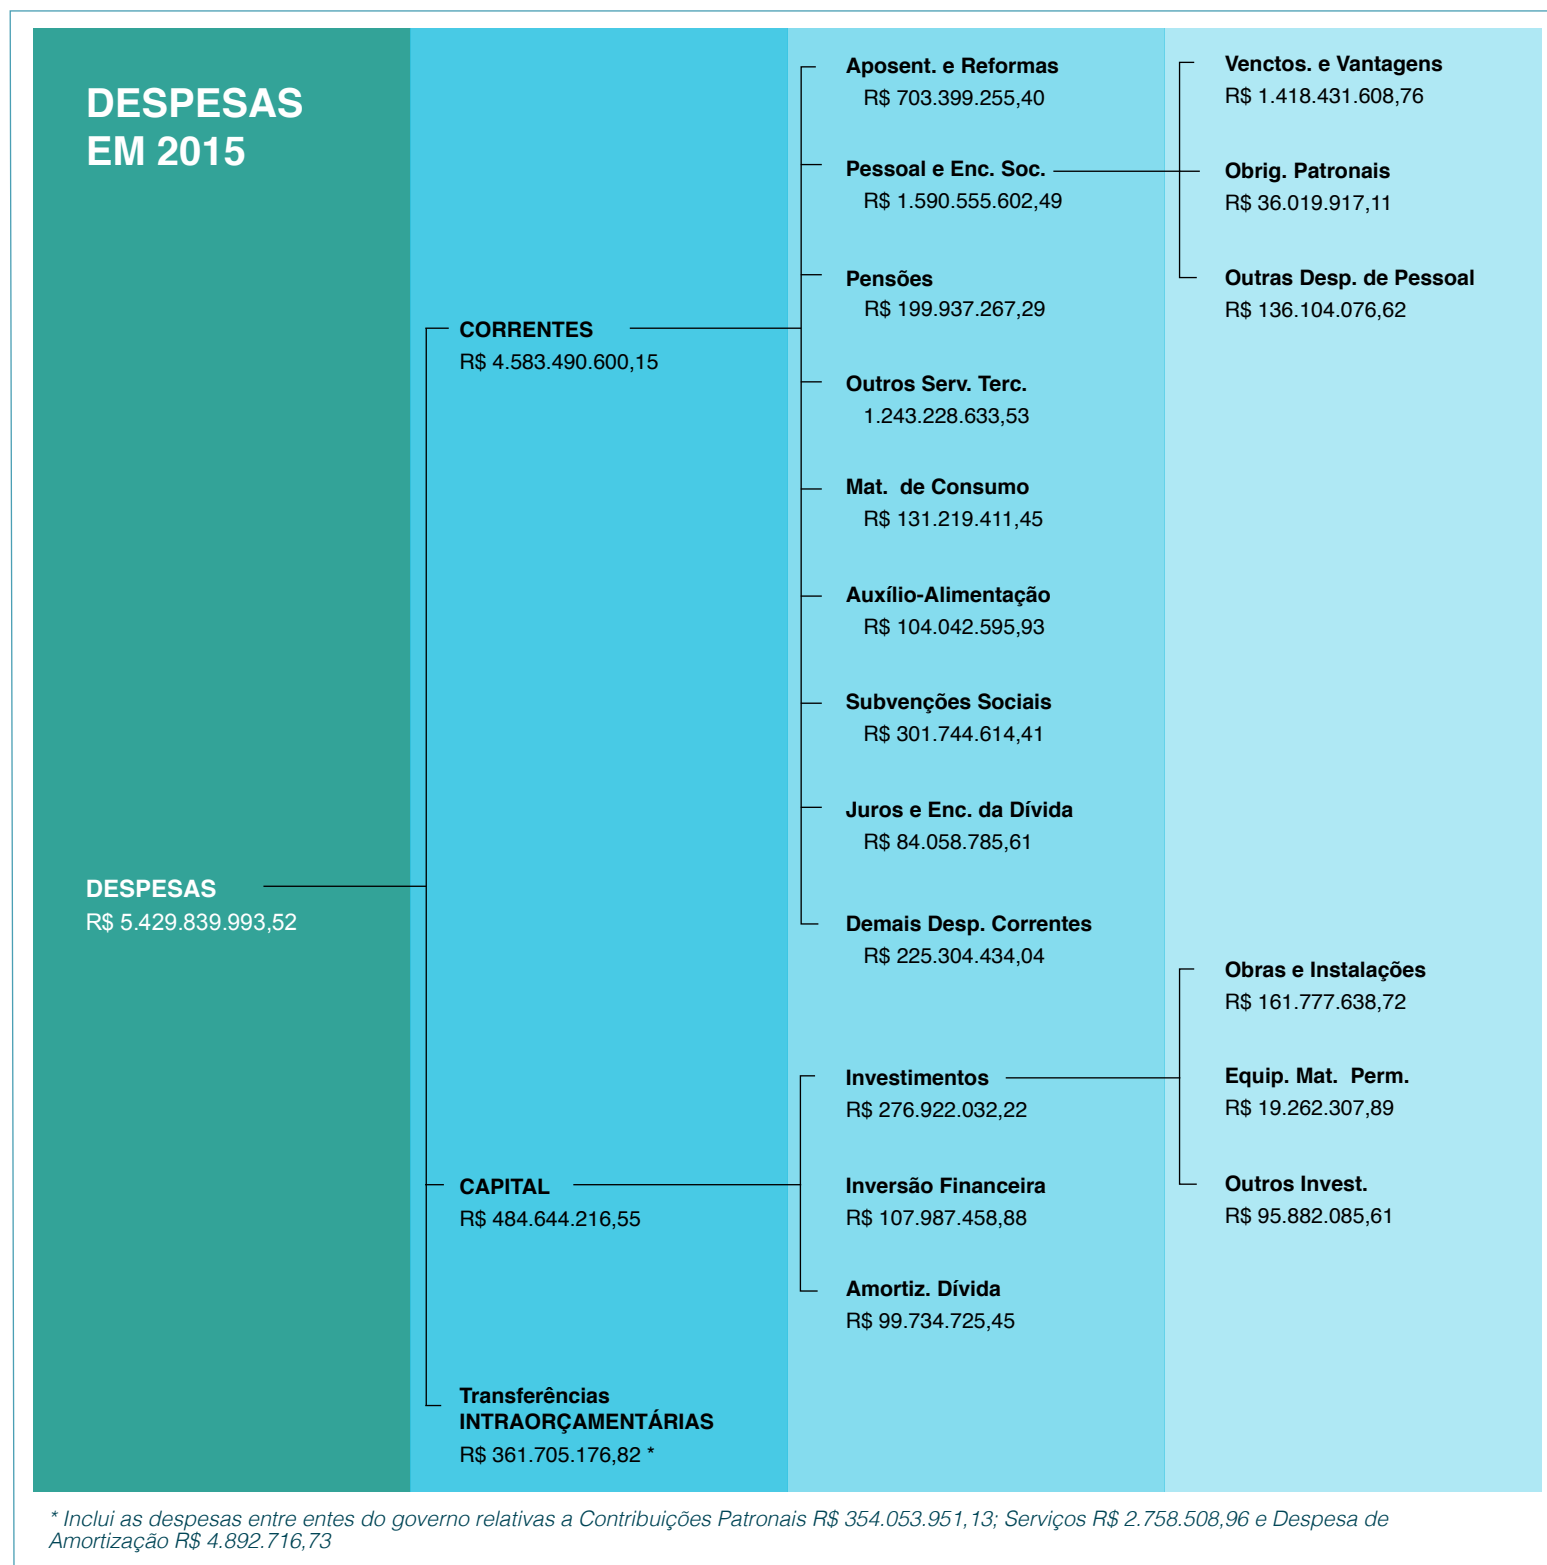 DESPESAS
EM 2015
DESPESAS
R$ 5.429.839.993,52
CORRENTES
R$ 4.583.490.600,15
CAPITAL
R$ 484.644.216,55
Transferências
INTRAORÇAMENTÁRIAS
R$ 361.705.176,82 *
Aposent. e Reformas
R$ 703.399.255,40
Pessoal e Enc. Soc.
R$ 1.590.555.602,49
Pensões
R$ 199.937.267,29
Outros Serv. Terc.
1.243.228.633,53
Mat. de Consumo
R$ 131.219.411,45
Auxílio-Alimentação
R$ 104.042.595,93
Subvenções Sociais
R$ 301.744.614,41
Juros e Enc. da Dívida
R$ 84.058.785,61
Demais Desp. Correntes
R$ 225.304.434,04
Investimentos
R$ 276.922.032,22
Inversão Financeira
R$ 107.987.458,88
Amortiz. Dívida
R$ 99.734.725,45
Venctos. e Vantagens
R$ 1.418.431.608,76
Obrig. Patronais
R$ 36.019.917,11
Outras Desp. de Pessoal
R$ 136.104.076,62
Obras e Instalações
R$ 161.777.638,72
Equip. Mat. Perm.
R$ 19.262.307,89
Outros Invest.
R$ 95.882.085,61
* Inclui as despesas entre entes do governo relativas a Contribuições Patronais R$ 354.053.951,13; Serviços R$ 2.758.508,96 e Despesa de
Amortização R$ 4.892.716,73